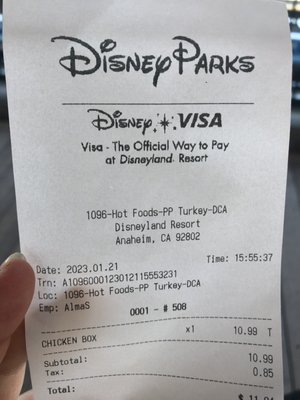 Disney Parks
Disney VISA
Visa - The Official Way to Pay
at Disneyland Resort
1096-Hot Foods-PP Turkey-DCA
Disneyland Resort
Anaheim, CA 92802
Date: 2023.01.21 Time: 15:55:37
Trn: A1096000123012115553231
Loc: 1096-Hot Foods-PP Turkey-DCA
Emp: AlmaS
0001 - # 508
CHICKEN BOX x1 10.99 T
Subtotal: 10.99
Tax: 0.85
Total: